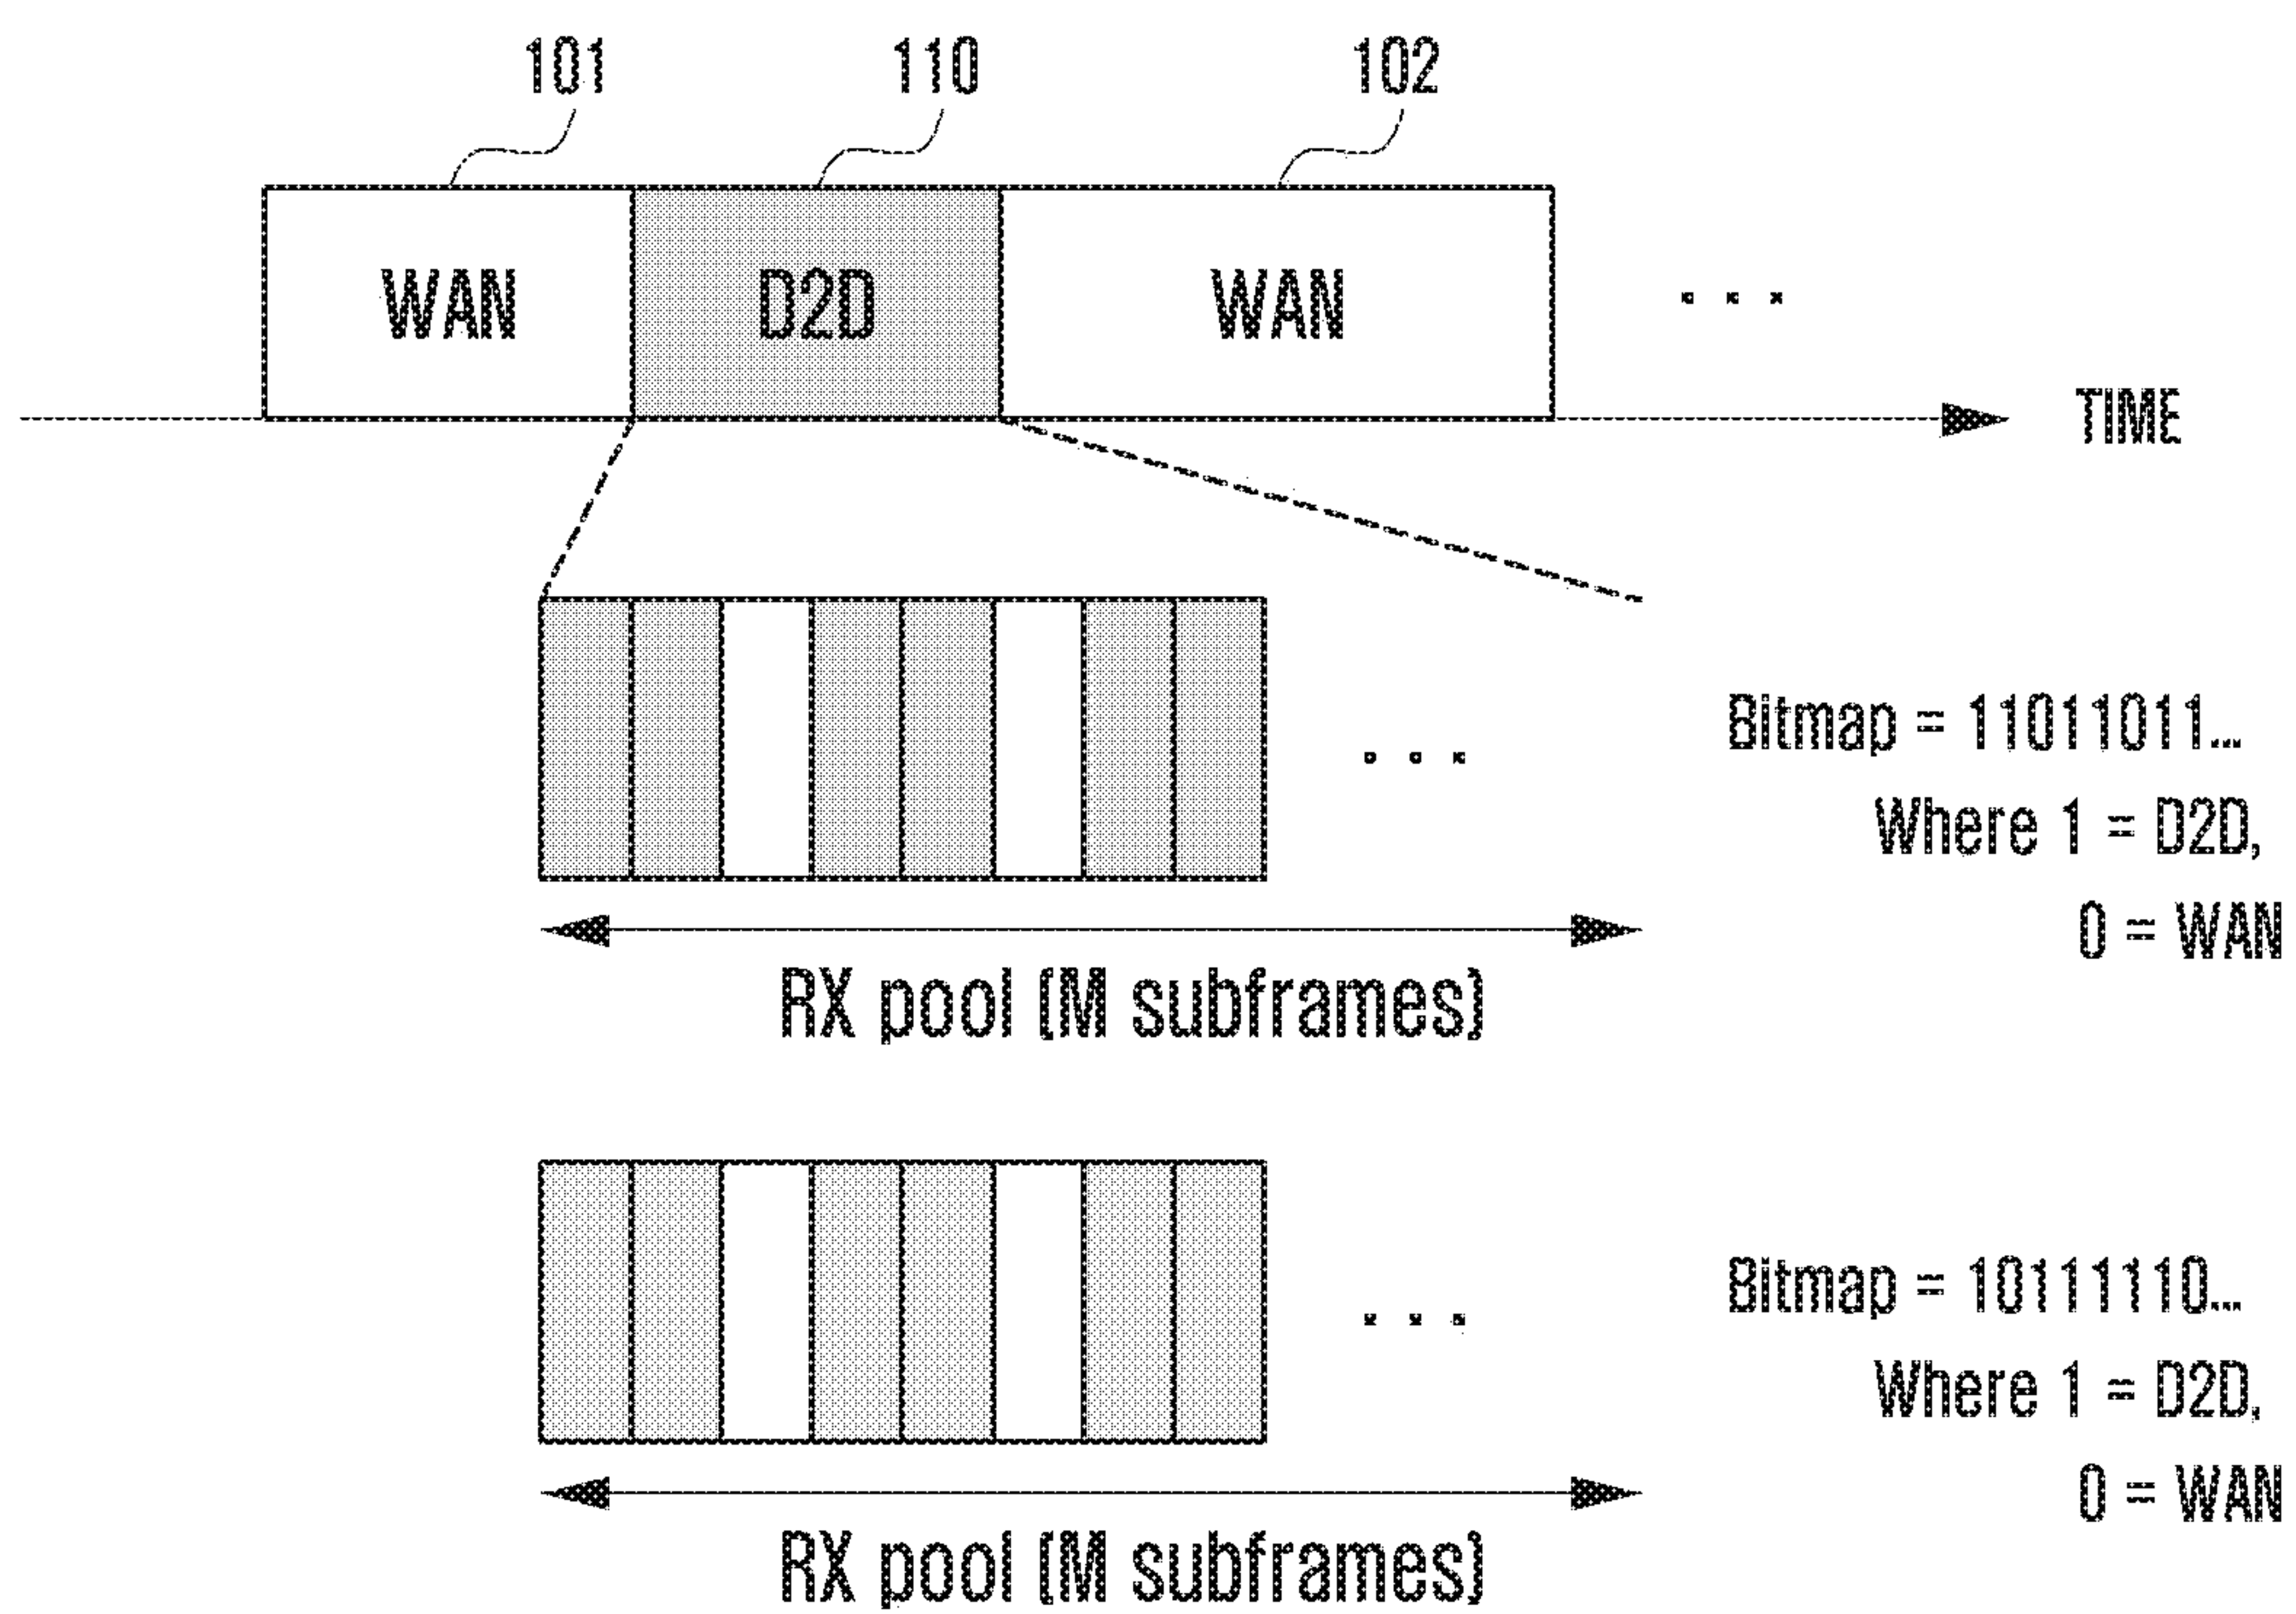 101 110 102
WAN D2D WAN ...
TIME
...
Bitmap = 11011011...
Where 1 = D2D,
0 = WAN
RX pool (M subframes)
...
Bitmap = 10111110...
Where 1 = D2D,
0 = WAN
RX pool (M subframes)